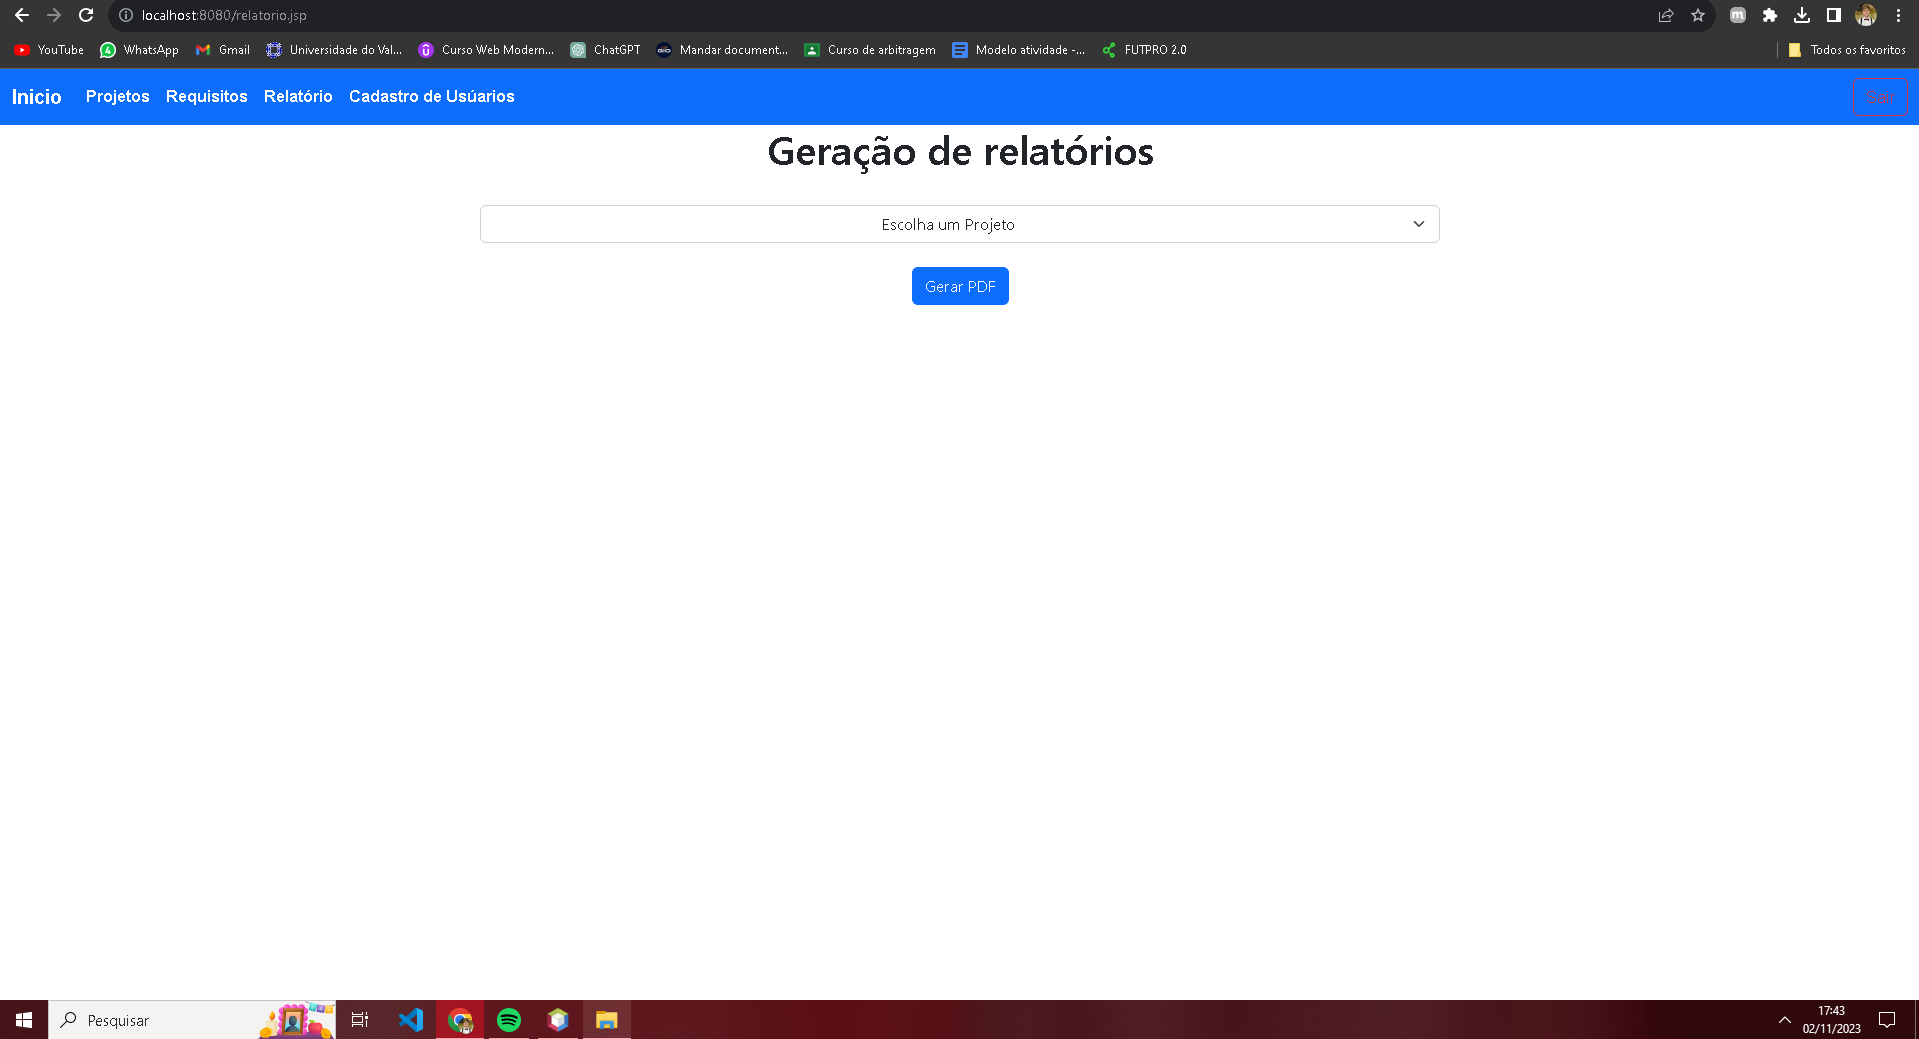 localhost:8080/relatorio.jsp
YouTube WhatsApp Gmail Universidade do Val... Curso Web Modern... ChatGPT Mandar document... Curso de arbitragem Modelo atividade -... FUTPRO 2.0 Todos os favoritos
Inicio Projetos Requisitos Relatório Cadastro de Usúarios Sair
Geração de relatórios
Escolha um Projeto
Gerar PDF
Pesquisar
17:43
02/11/2023